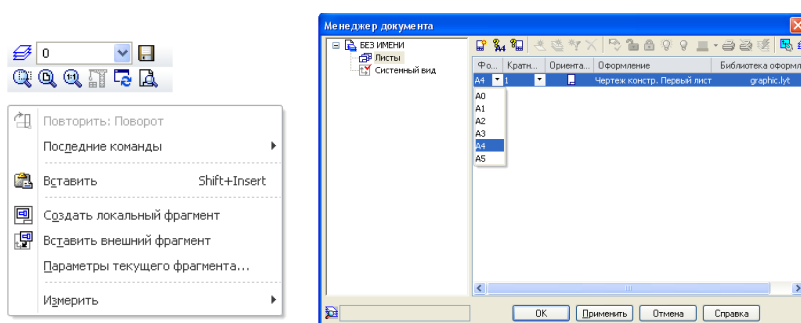 0
Повторить: Поворот
Последние команды
Вставить Shift+Insert
Создать локальный фрагмент
Вставить внешний фрагмент
Параметры текущего фрагмента...
Измерить
Менеджер документа
БЕЗ ИМЕНИ
Листы
Системный вид
Фо... Кратн... Ориента... Оформление Библиотека оформл
A4 1 Чертеж констр. Первый лист graphic.lyt
A0
A1
A2
A3
A4
A5
OK Применить Отмена Справка